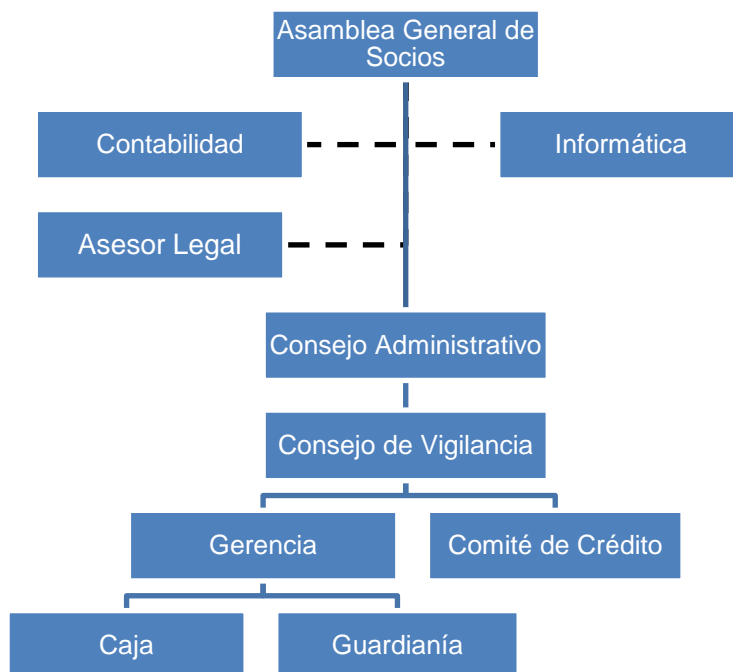 Asamblea General de
Socios
Contabilidad
Informática
Asesor Legal
Consejo Administrativo
Consejo de Vigilancia
Gerencia
Comité de Crédito
Caja
Guardianía